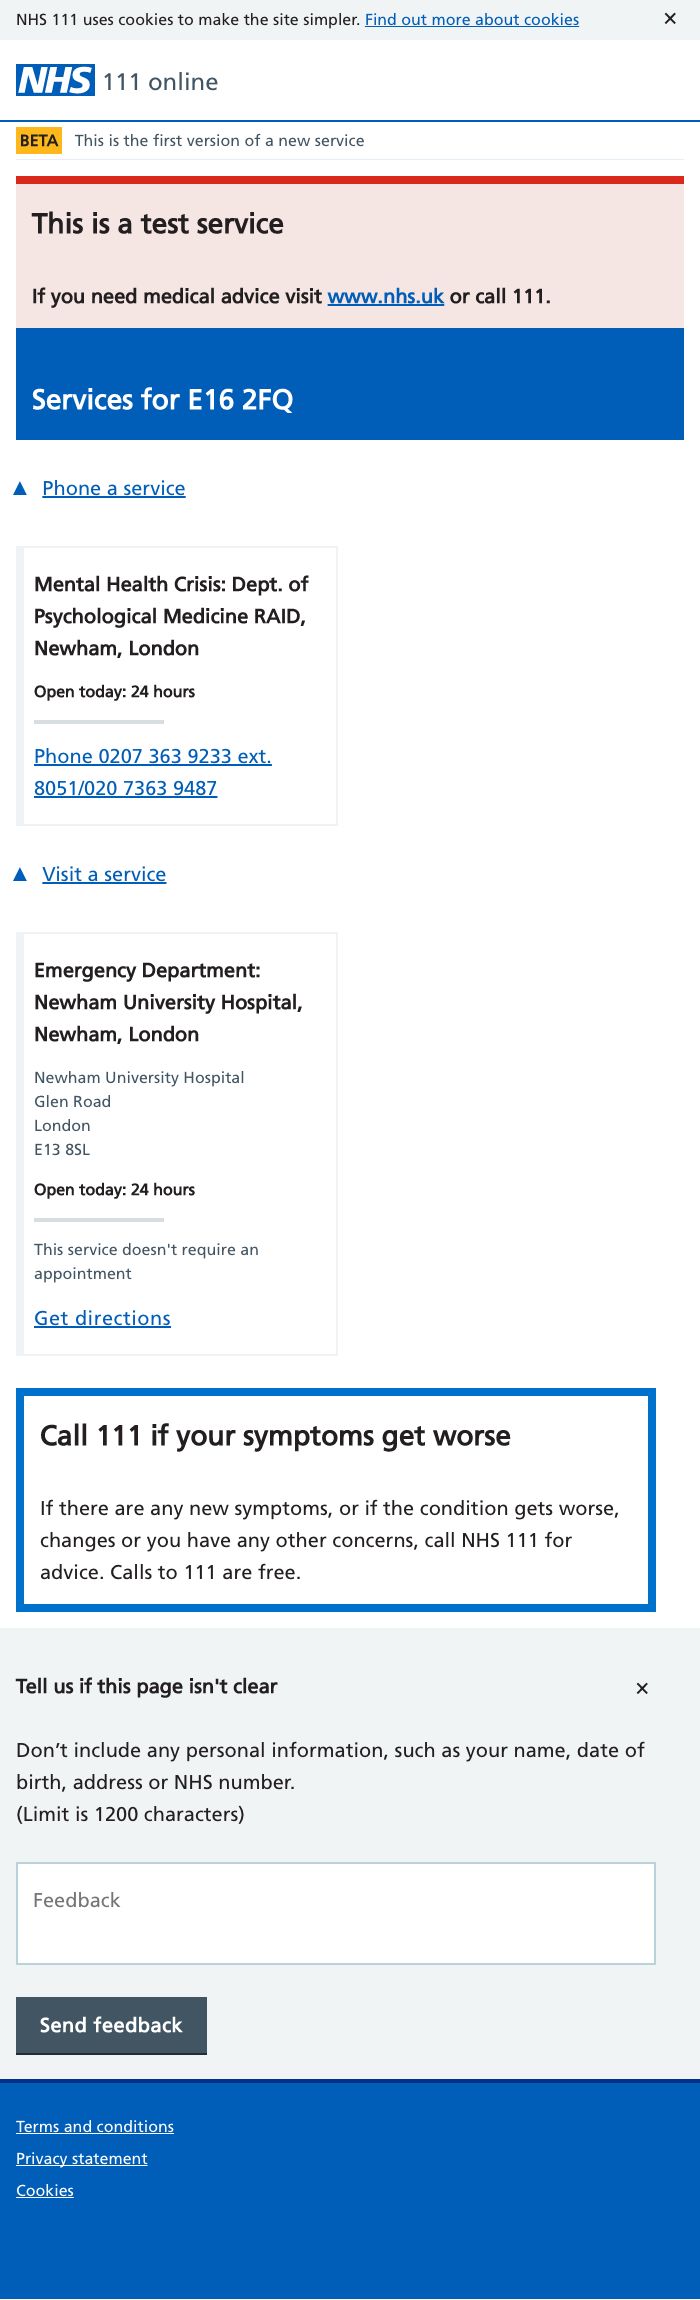 NHS 111 uses cookies to make the site simpler. Find out more about cookies ✕
NHS 111 online
BETA This is the first version of a new service
This is a test service
If you need medical advice visit www.nhs.uk or call 111.
Services for E16 2FQ
▲ Phone a service
Mental Health Crisis: Dept. of
Psychological Medicine RAID,
Newham, London
Open today: 24 hours
Phone 0207 363 9233 ext.
8051/020 7363 9487
▲ Visit a service
Emergency Department:
Newham University Hospital,
Newham, London
Newham University Hospital
Glen Road
London
E13 8SL
Open today: 24 hours
This service doesn't require an
appointment
Get directions
Call 111 if your symptoms get worse
If there are any new symptoms, or if the condition gets worse,
changes or you have any other concerns, call NHS 111 for
advice. Calls to 111 are free.
Tell us if this page isn't clear ✕
Don’t include any personal information, such as your name, date of
birth, address or NHS number.
(Limit is 1200 characters)
Feedback
Send feedback
Terms and conditions
Privacy statement
Cookies